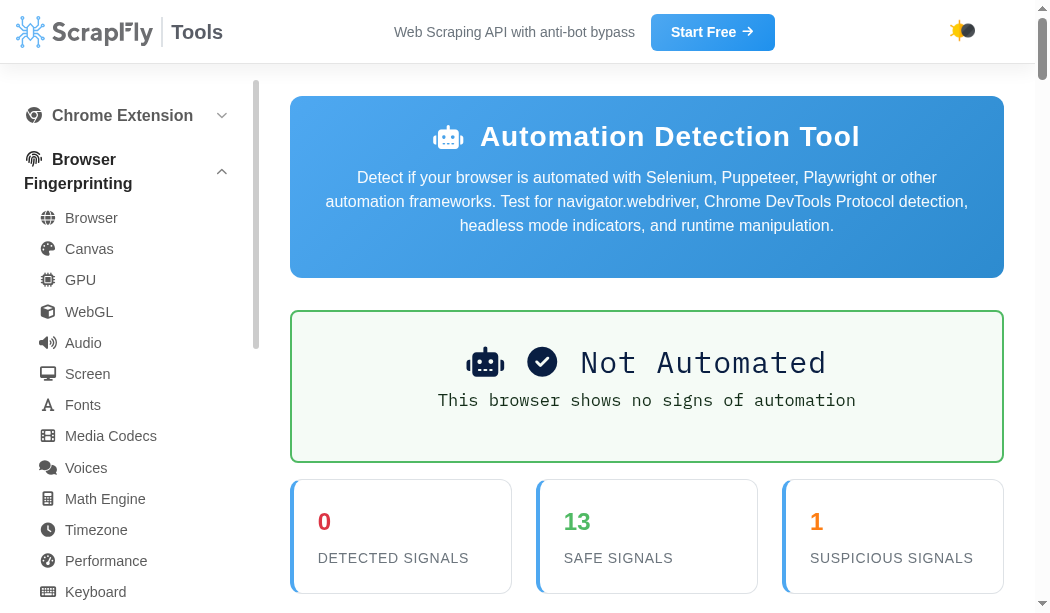 Scrapfly Tools
Web Scraping API with anti-bot bypass
Start Free →
Chrome Extension
Browser
Fingerprinting
Browser
Canvas
GPU
WebGL
Audio
Screen
Fonts
Media Codecs
Voices
Math Engine
Timezone
Performance
Keyboard
Automation Detection Tool
Detect if your browser is automated with Selenium, Puppeteer, Playwright or other
automation frameworks. Test for navigator.webdriver, Chrome DevTools Protocol detection,
headless mode indicators, and runtime manipulation.
Not Automated
This browser shows no signs of automation
0
DETECTED SIGNALS
13
SAFE SIGNALS
1
SUSPICIOUS SIGNALS